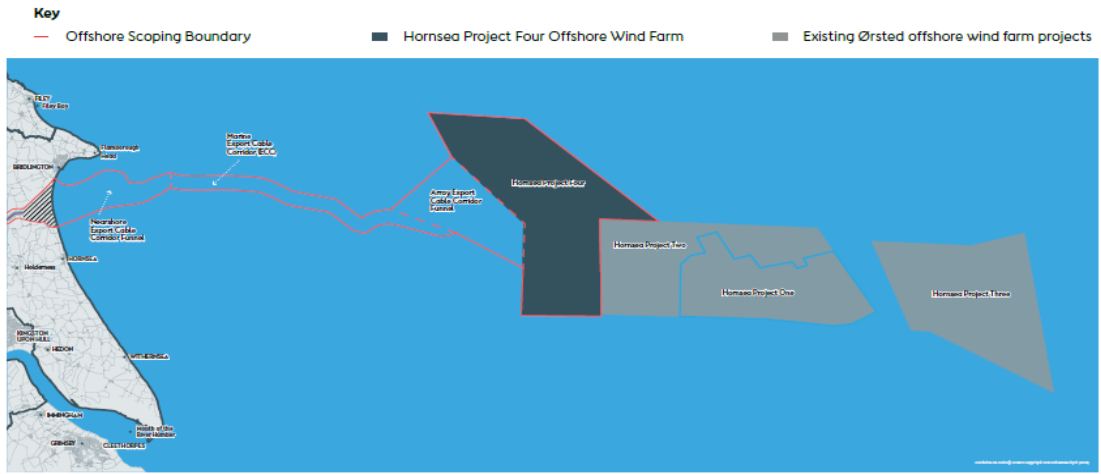 Key
Offshore Scoping Boundary
Hornsea Project Four Offshore Wind Farm
Existing Ørsted offshore wind farm projects
FILEY
Filey Bay
Flamborough
Head
BRIDLINGTON
Marine
Export Cable
Corridor (ECC)
Nearshore
Export Cable
Corridor Funnel
Array Export
Cable Corridor
Funnel
Hornsea Project Four
Hornsea Project Two
Hornsea Project One
Hornsea Project Three
HORNSEA
Holderness
KINGSTON
UPON HULL
HEDON
WITHERNSEA
IMMINGHAM
GRIMSBY
CLEETHORPES
Mouth of the
River Humber